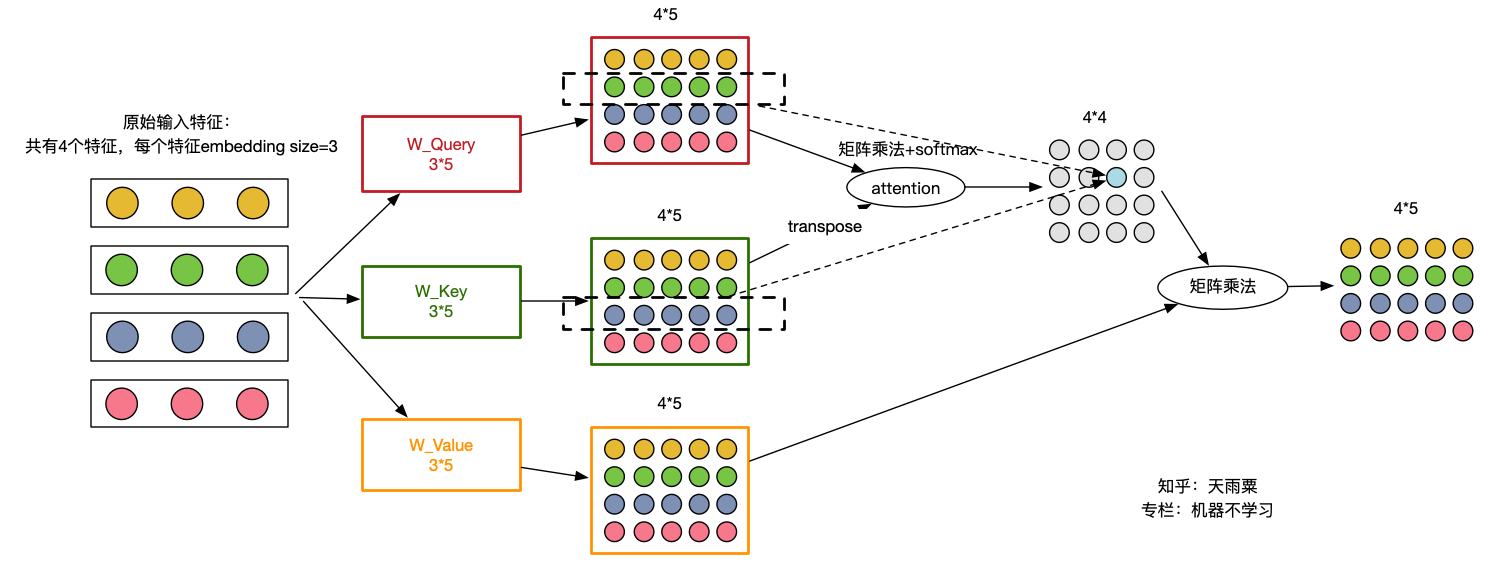 原始输入特征：
共有4个特征，每个特征embedding size=3
W_Query
3*5
W_Key
3*5
W_Value
3*5
4*5
4*5
4*5
矩阵乘法+softmax
attention
transpose
4*4
矩阵乘法
4*5
知乎：天雨粟
专栏：机器不学习